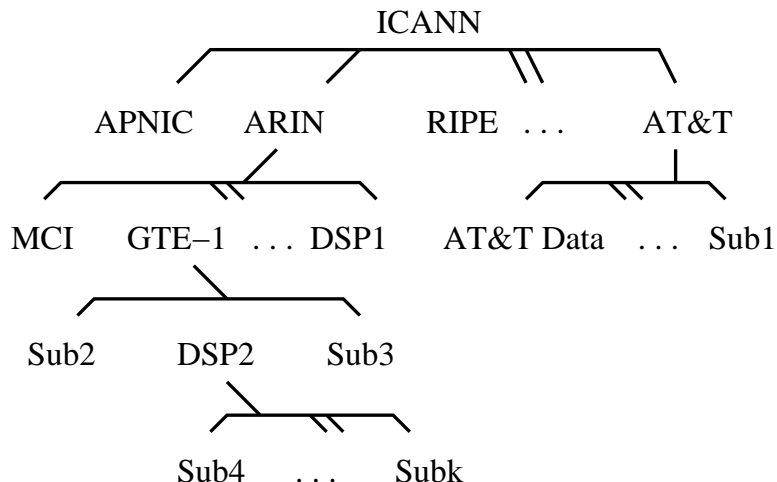 ICANN
APNIC ARIN RIPE . . . AT&T
MCI GTE–1 . . . DSP1 AT&T Data . . . Sub1
Sub2 DSP2 Sub3
Sub4 . . . Subk